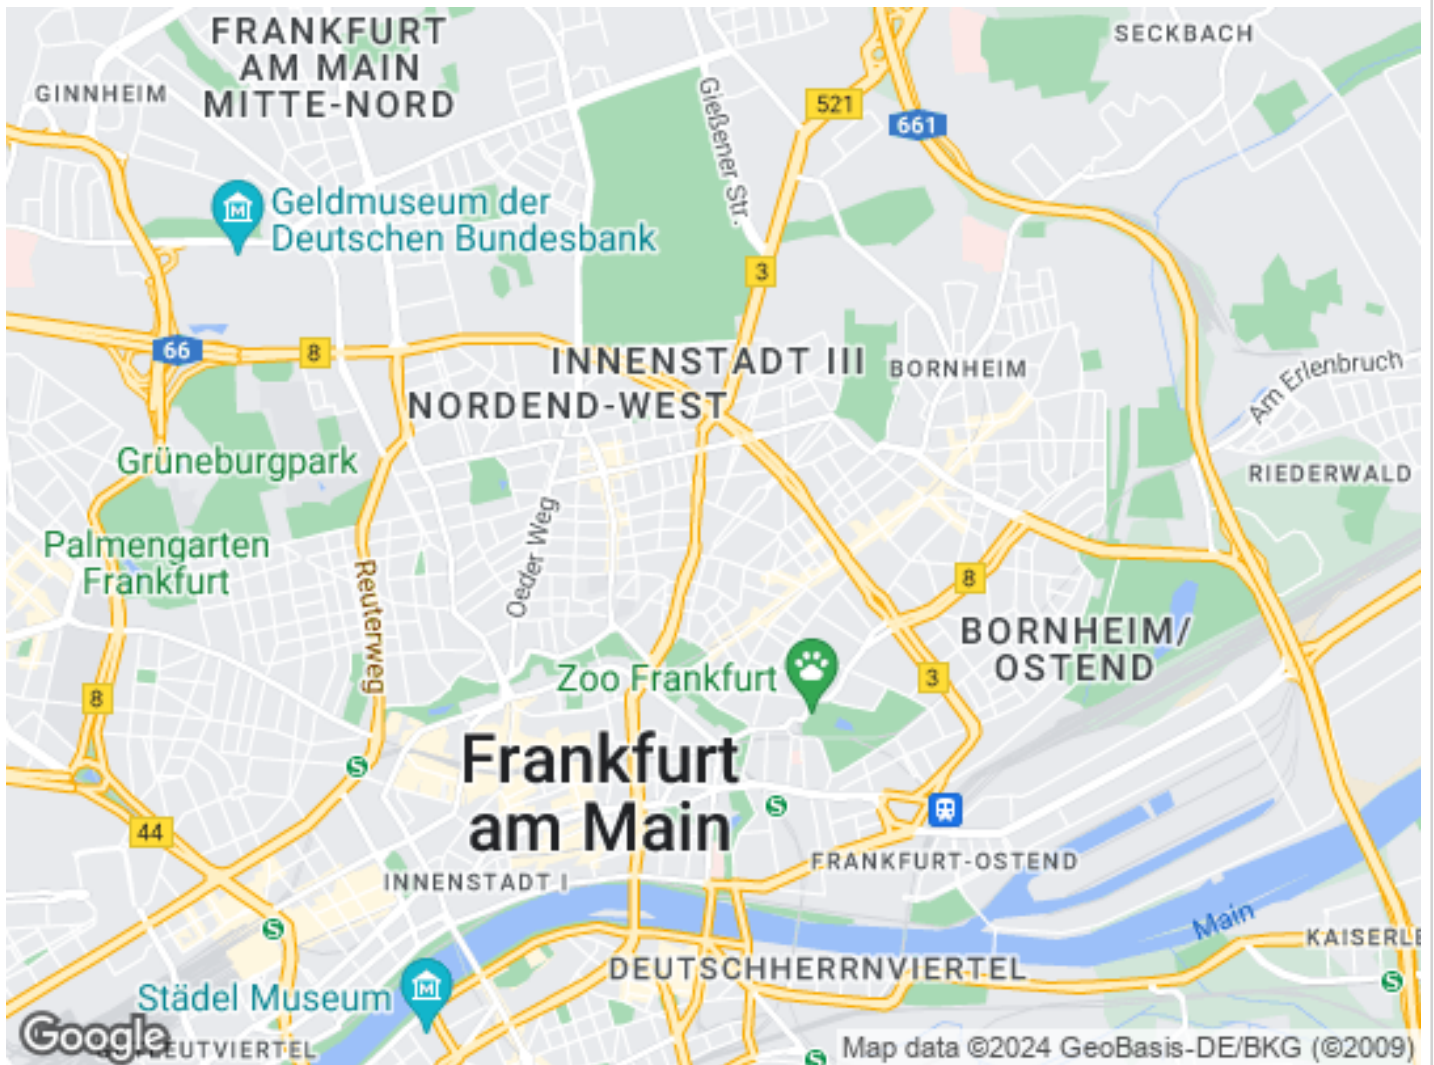 FRANKFURT
AM MAIN
MITTE-NORD
SECKBACH
GINNHEIM
Gießener Str.
521
661
Geldmuseum der
Deutschen Bundesbank
3
66
8
INNENSTADT III
BORNHEIM
Am Erlenbruch
NORDEND-WEST
Grüneburgpark
RIEDERWALD
Palmengarten
Frankfurt
Oeder Weg
Reuterweg
8
BORNHEIM/
OSTEND
Zoo Frankfurt
3
8
Frankfurt
am Main
S
S
44
FRANKFURT-OSTEND
INNENSTADT I
S
Main
KAISERLE
DEUTSCHHERRNVIERTEL
S
Städel Museum
Google
LEUTVIERTEL
S
Map data ©2024 GeoBasis-DE/BKG (©2009)